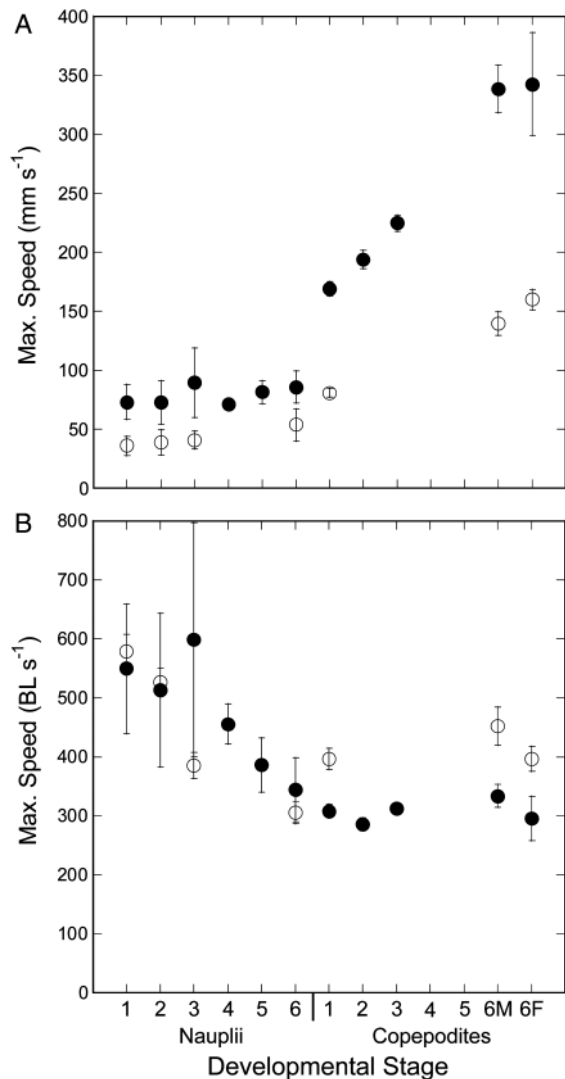 A
400
350
300
250
200
150
100
50
0
Max. Speed (mm s⁻¹)
B
800
700
600
500
400
300
200
100
0
Max. Speed (BL s⁻¹)
1 2 3 4 5 6 1 2 3 4 5 6M 6F
Nauplii Copepodites
Developmental Stage